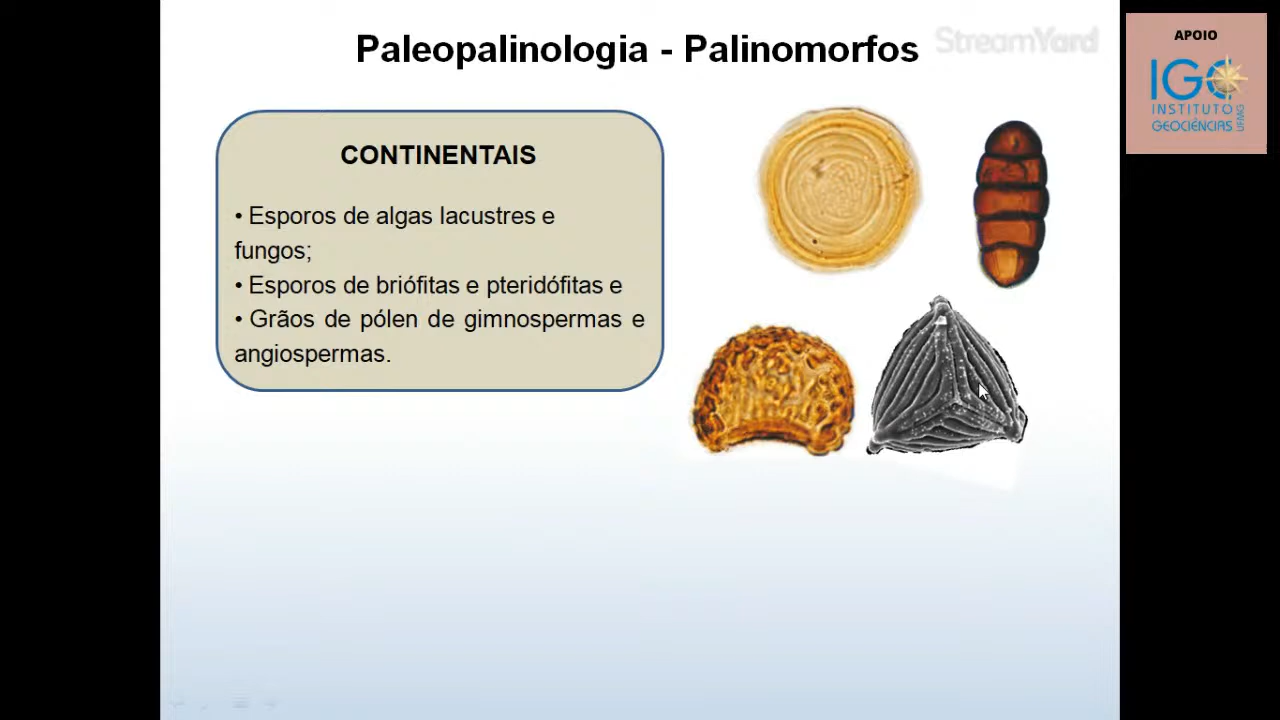 Paleopalinologia - Palinomorfos
StreamYard
APOIO
IGC
INSTITUTO
GEOCIÊNCIAS
UFMG
CONTINENTAIS
• Esporos de algas lacustres e
fungos;
• Esporos de briófitas e pteridófitas e
• Grãos de pólen de gimnospermas e
angiospermas.